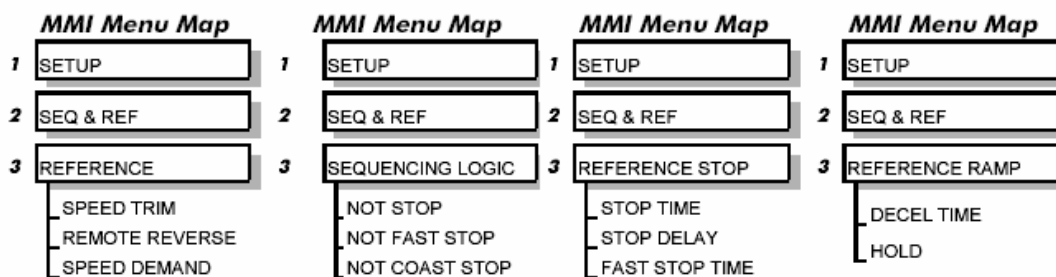 MMI Menu Map
1 SETUP
2 SEQ & REF
3 REFERENCE
SPEED TRIM
REMOTE REVERSE
SPEED DEMAND
MMI Menu Map
1 SETUP
2 SEQ & REF
3 SEQUENCING LOGIC
NOT STOP
NOT FAST STOP
NOT COAST STOP
MMI Menu Map
1 SETUP
2 SEQ & REF
3 REFERENCE STOP
STOP TIME
STOP DELAY
FAST STOP TIME
MMI Menu Map
1 SETUP
2 SEQ & REF
3 REFERENCE RAMP
DECEL TIME
HOLD